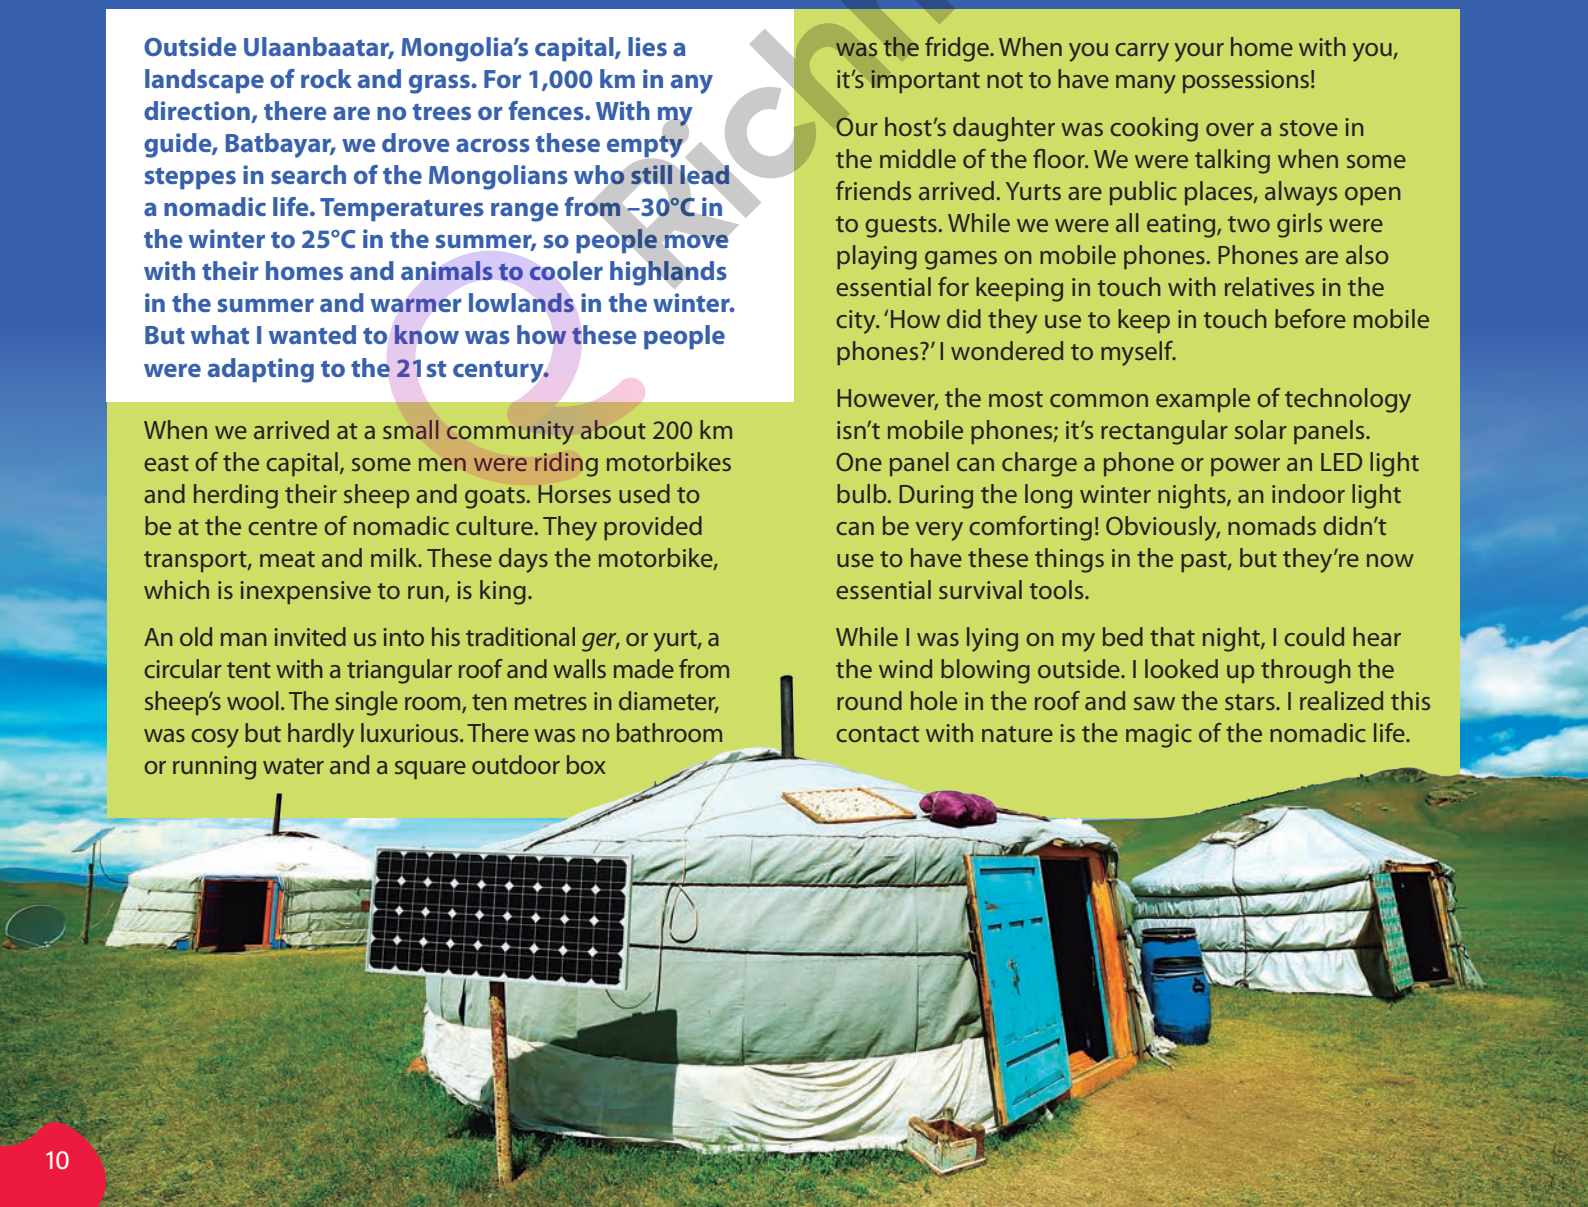 Outside Ulaanbaatar, Mongolia’s capital, lies a
landscape of rock and grass. For 1,000 km in any
direction, there are no trees or fences. With my
guide, Batbayar, we drove across these empty
steppes in search of the Mongolians who still lead
a nomadic life. Temperatures range from –30°C in
the winter to 25°C in the summer, so people move
with their homes and animals to cooler highlands
in the summer and warmer lowlands in the winter.
But what I wanted to know was how these people
were adapting to the 21st century.
When we arrived at a small community about 200 km
east of the capital, some men were riding motorbikes
and herding their sheep and goats. Horses used to
be at the centre of nomadic culture. They provided
transport, meat and milk. These days the motorbike,
which is inexpensive to run, is king.
An old man invited us into his traditional ger, or yurt, a
circular tent with a triangular roof and walls made from
sheep’s wool. The single room, ten metres in diameter,
was cosy but hardly luxurious. There was no bathroom
or running water and a square outdoor box
was the fridge. When you carry your home with you,
it’s important not to have many possessions!
Our host’s daughter was cooking over a stove in
the middle of the floor. We were talking when some
friends arrived. Yurts are public places, always open
to guests. While we were all eating, two girls were
playing games on mobile phones. Phones are also
essential for keeping in touch with relatives in the
city. ‘How did they use to keep in touch before mobile
phones?’ I wondered to myself.
However, the most common example of technology
isn’t mobile phones; it’s rectangular solar panels.
One panel can charge a phone or power an LED light
bulb. During the long winter nights, an indoor light
can be very comforting! Obviously, nomads didn’t
use to have these things in the past, but they’re now
essential survival tools.
While I was lying on my bed that night, I could hear
the wind blowing outside. I looked up through the
round hole in the roof and saw the stars. I realized this
contact with nature is the magic of the nomadic life.
10